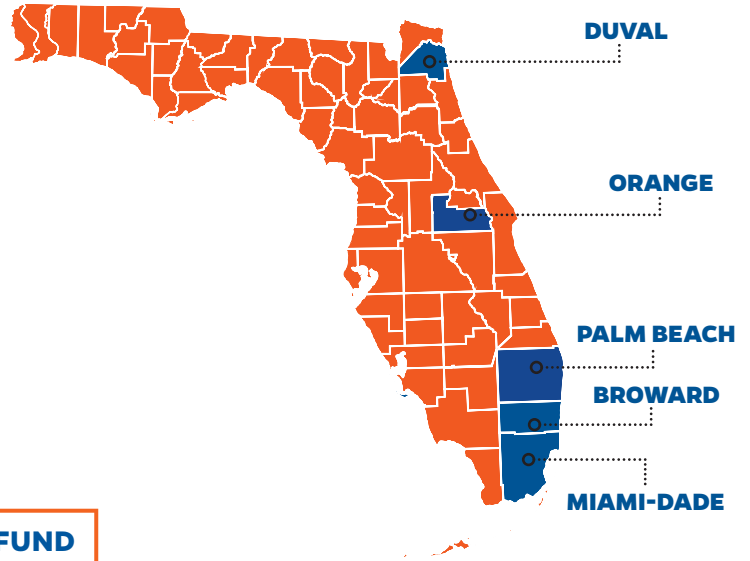 DUVAL
ORANGE
PALM BEACH
BROWARD
MIAMI-DADE
FUND